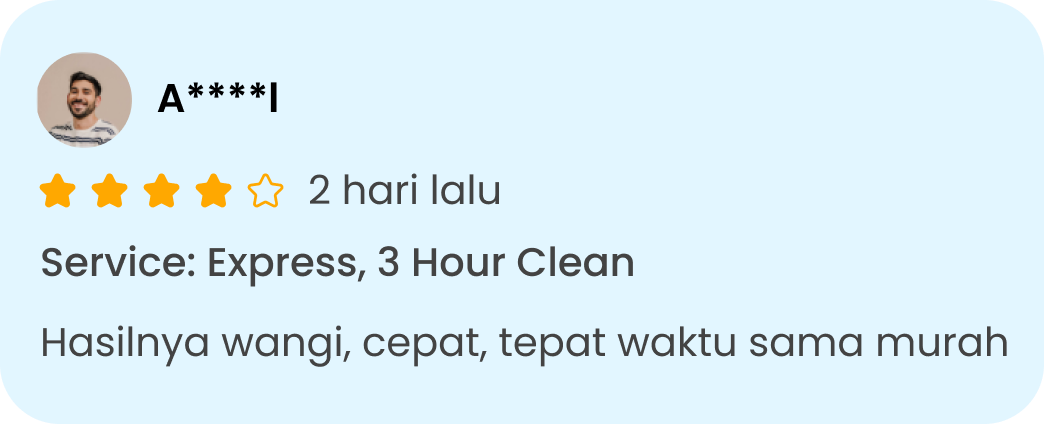 A****l
2 hari lalu
Service: Express, 3 Hour Clean
Hasilnya wangi, cepat, tepat waktu sama murah